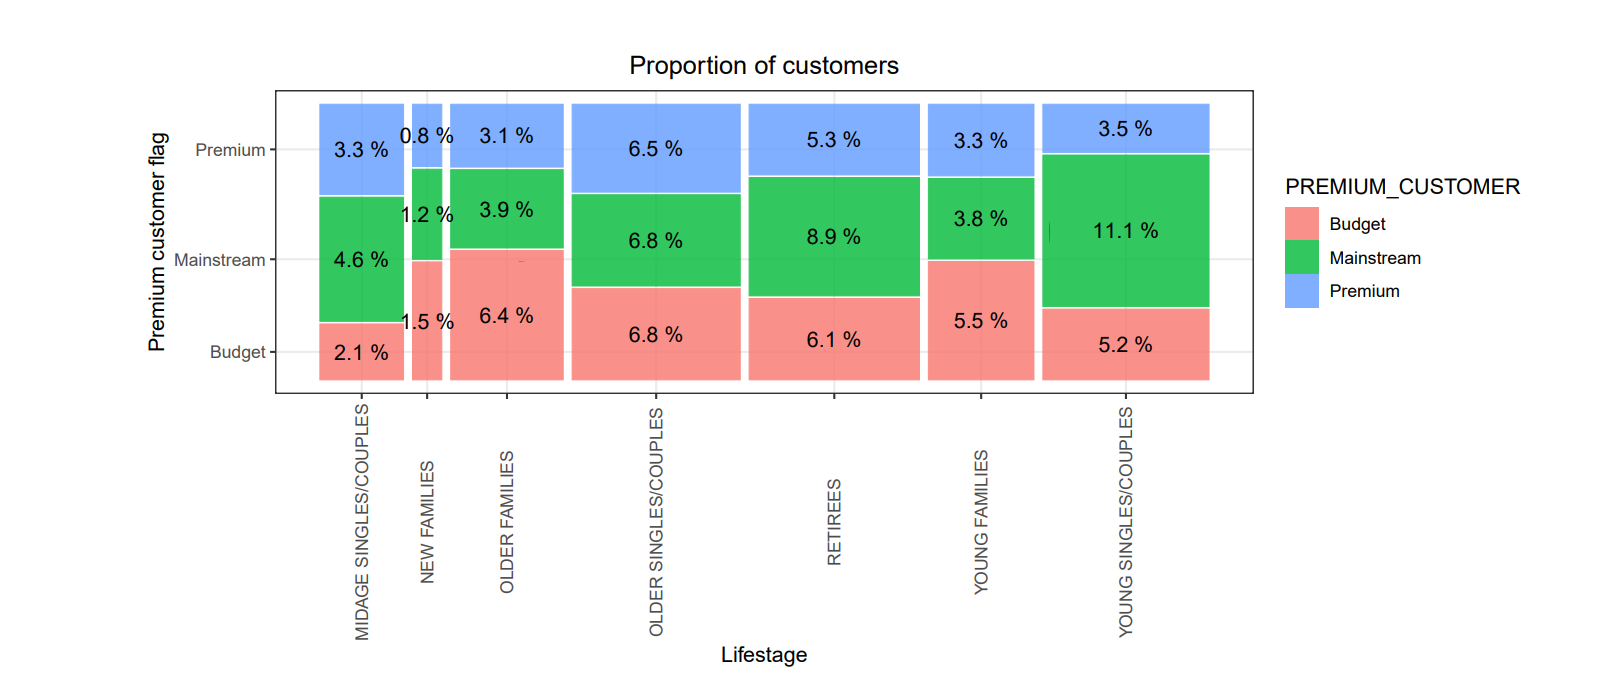 Proportion of customers
Premium customer flag
Premium
Mainstream
Budget
3.3 %
0.8 %
3.1 %
6.5 %
5.3 %
3.3 %
3.5 %
4.6 %
1.2 %
3.9 %
6.8 %
8.9 %
3.8 %
11.1 %
2.1 %
1.5 %
6.4 %
6.8 %
6.1 %
5.5 %
5.2 %
MIDAGE SINGLES/COUPLES
NEW FAMILIES
OLDER FAMILIES
OLDER SINGLES/COUPLES
RETIREES
YOUNG FAMILIES
YOUNG SINGLES/COUPLES
Lifestage
PREMIUM_CUSTOMER
Budget
Mainstream
Premium